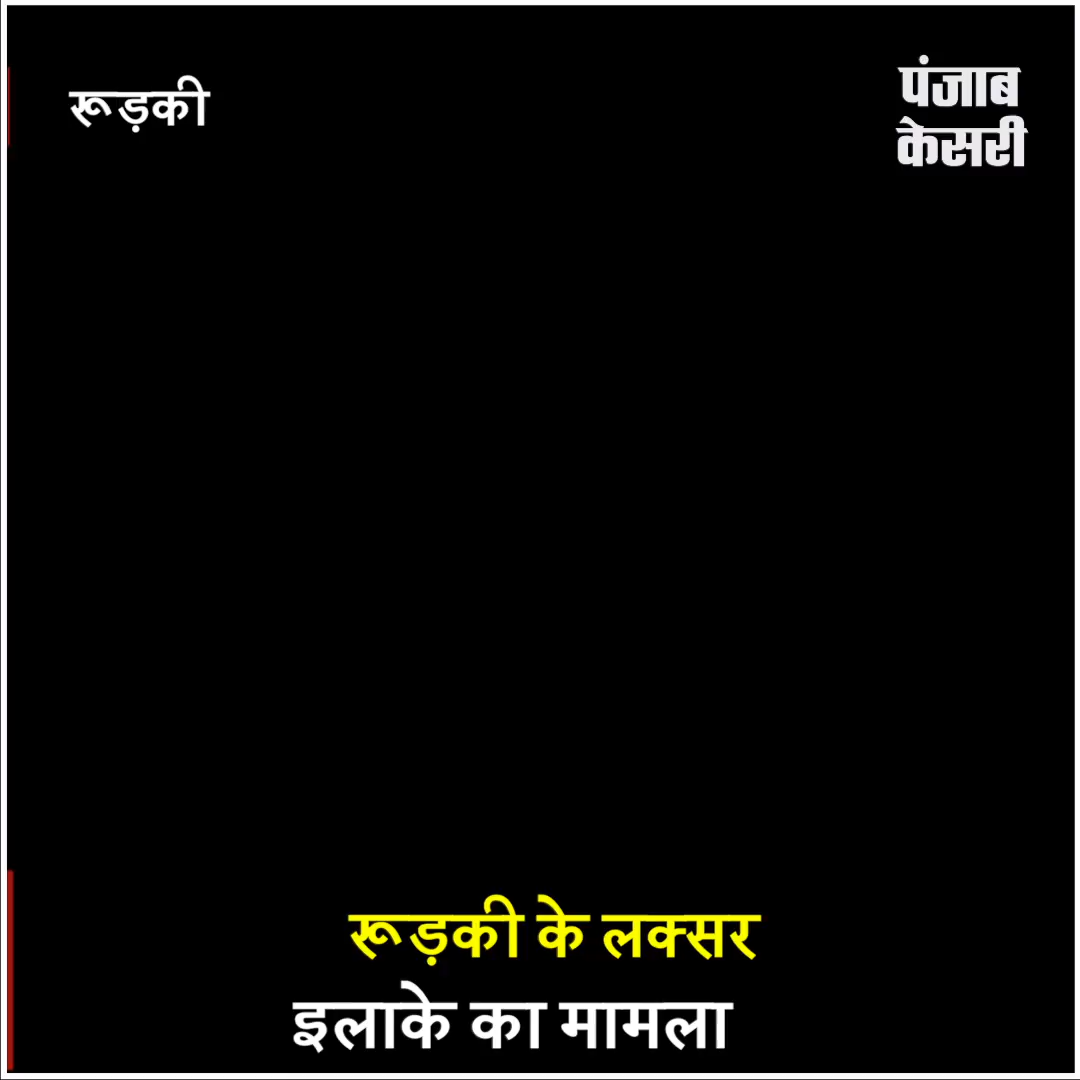 रूड़की
पंजाब
केसरी
रूड़की के लक्सर
इलाके का मामला